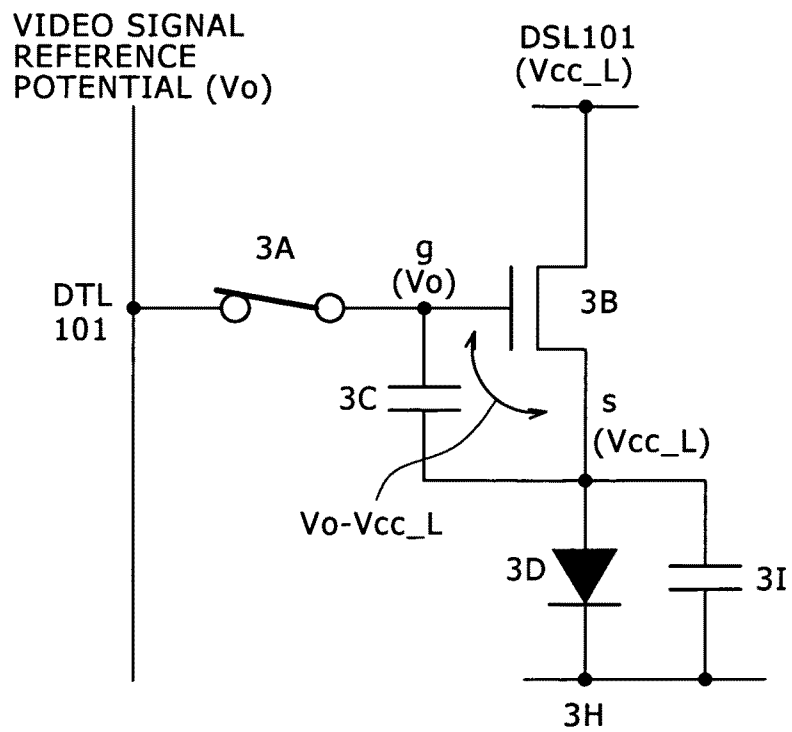 VIDEO SIGNAL
REFERENCE
POTENTIAL (Vo)
DSL101
(Vcc_L)
3A
g
(Vo)
DTL
101
3B
3C
s
(Vcc_L)
Vo-Vcc_L
3D
3I
3H